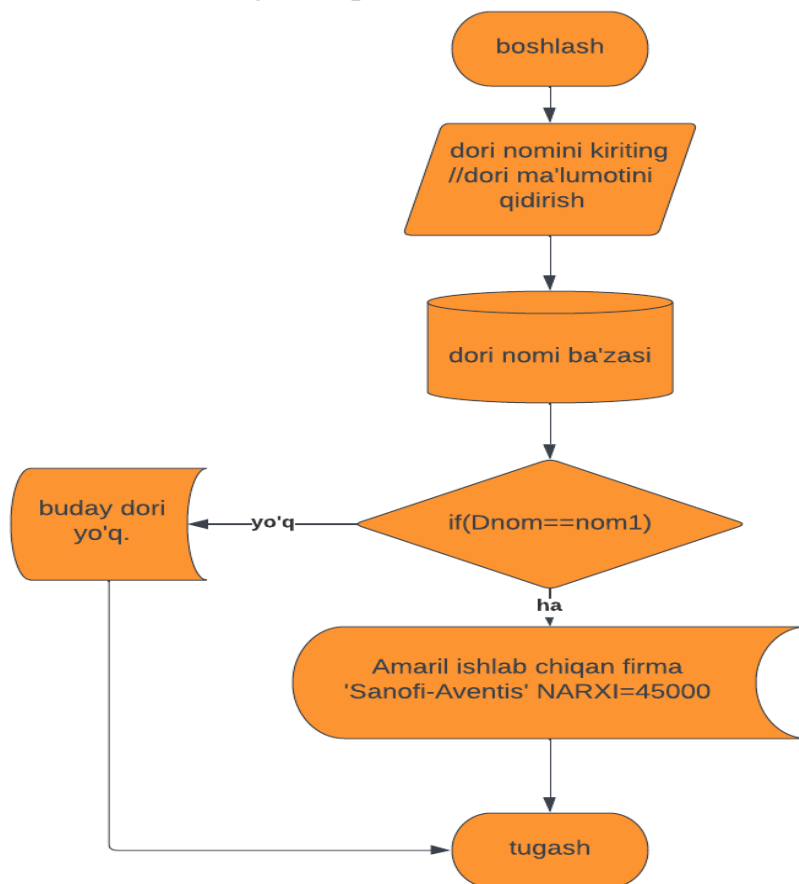 boshlash
dori nomini kiriting
//dori ma'lumotini
qidirish
dori nomi ba'zasi
if(Dnom==nom1)
yo'q
buday dori
yo'q.
ha
Amaril ishlab chiqan firma
'Sanofi-Aventis' NARXI=45000
tugash